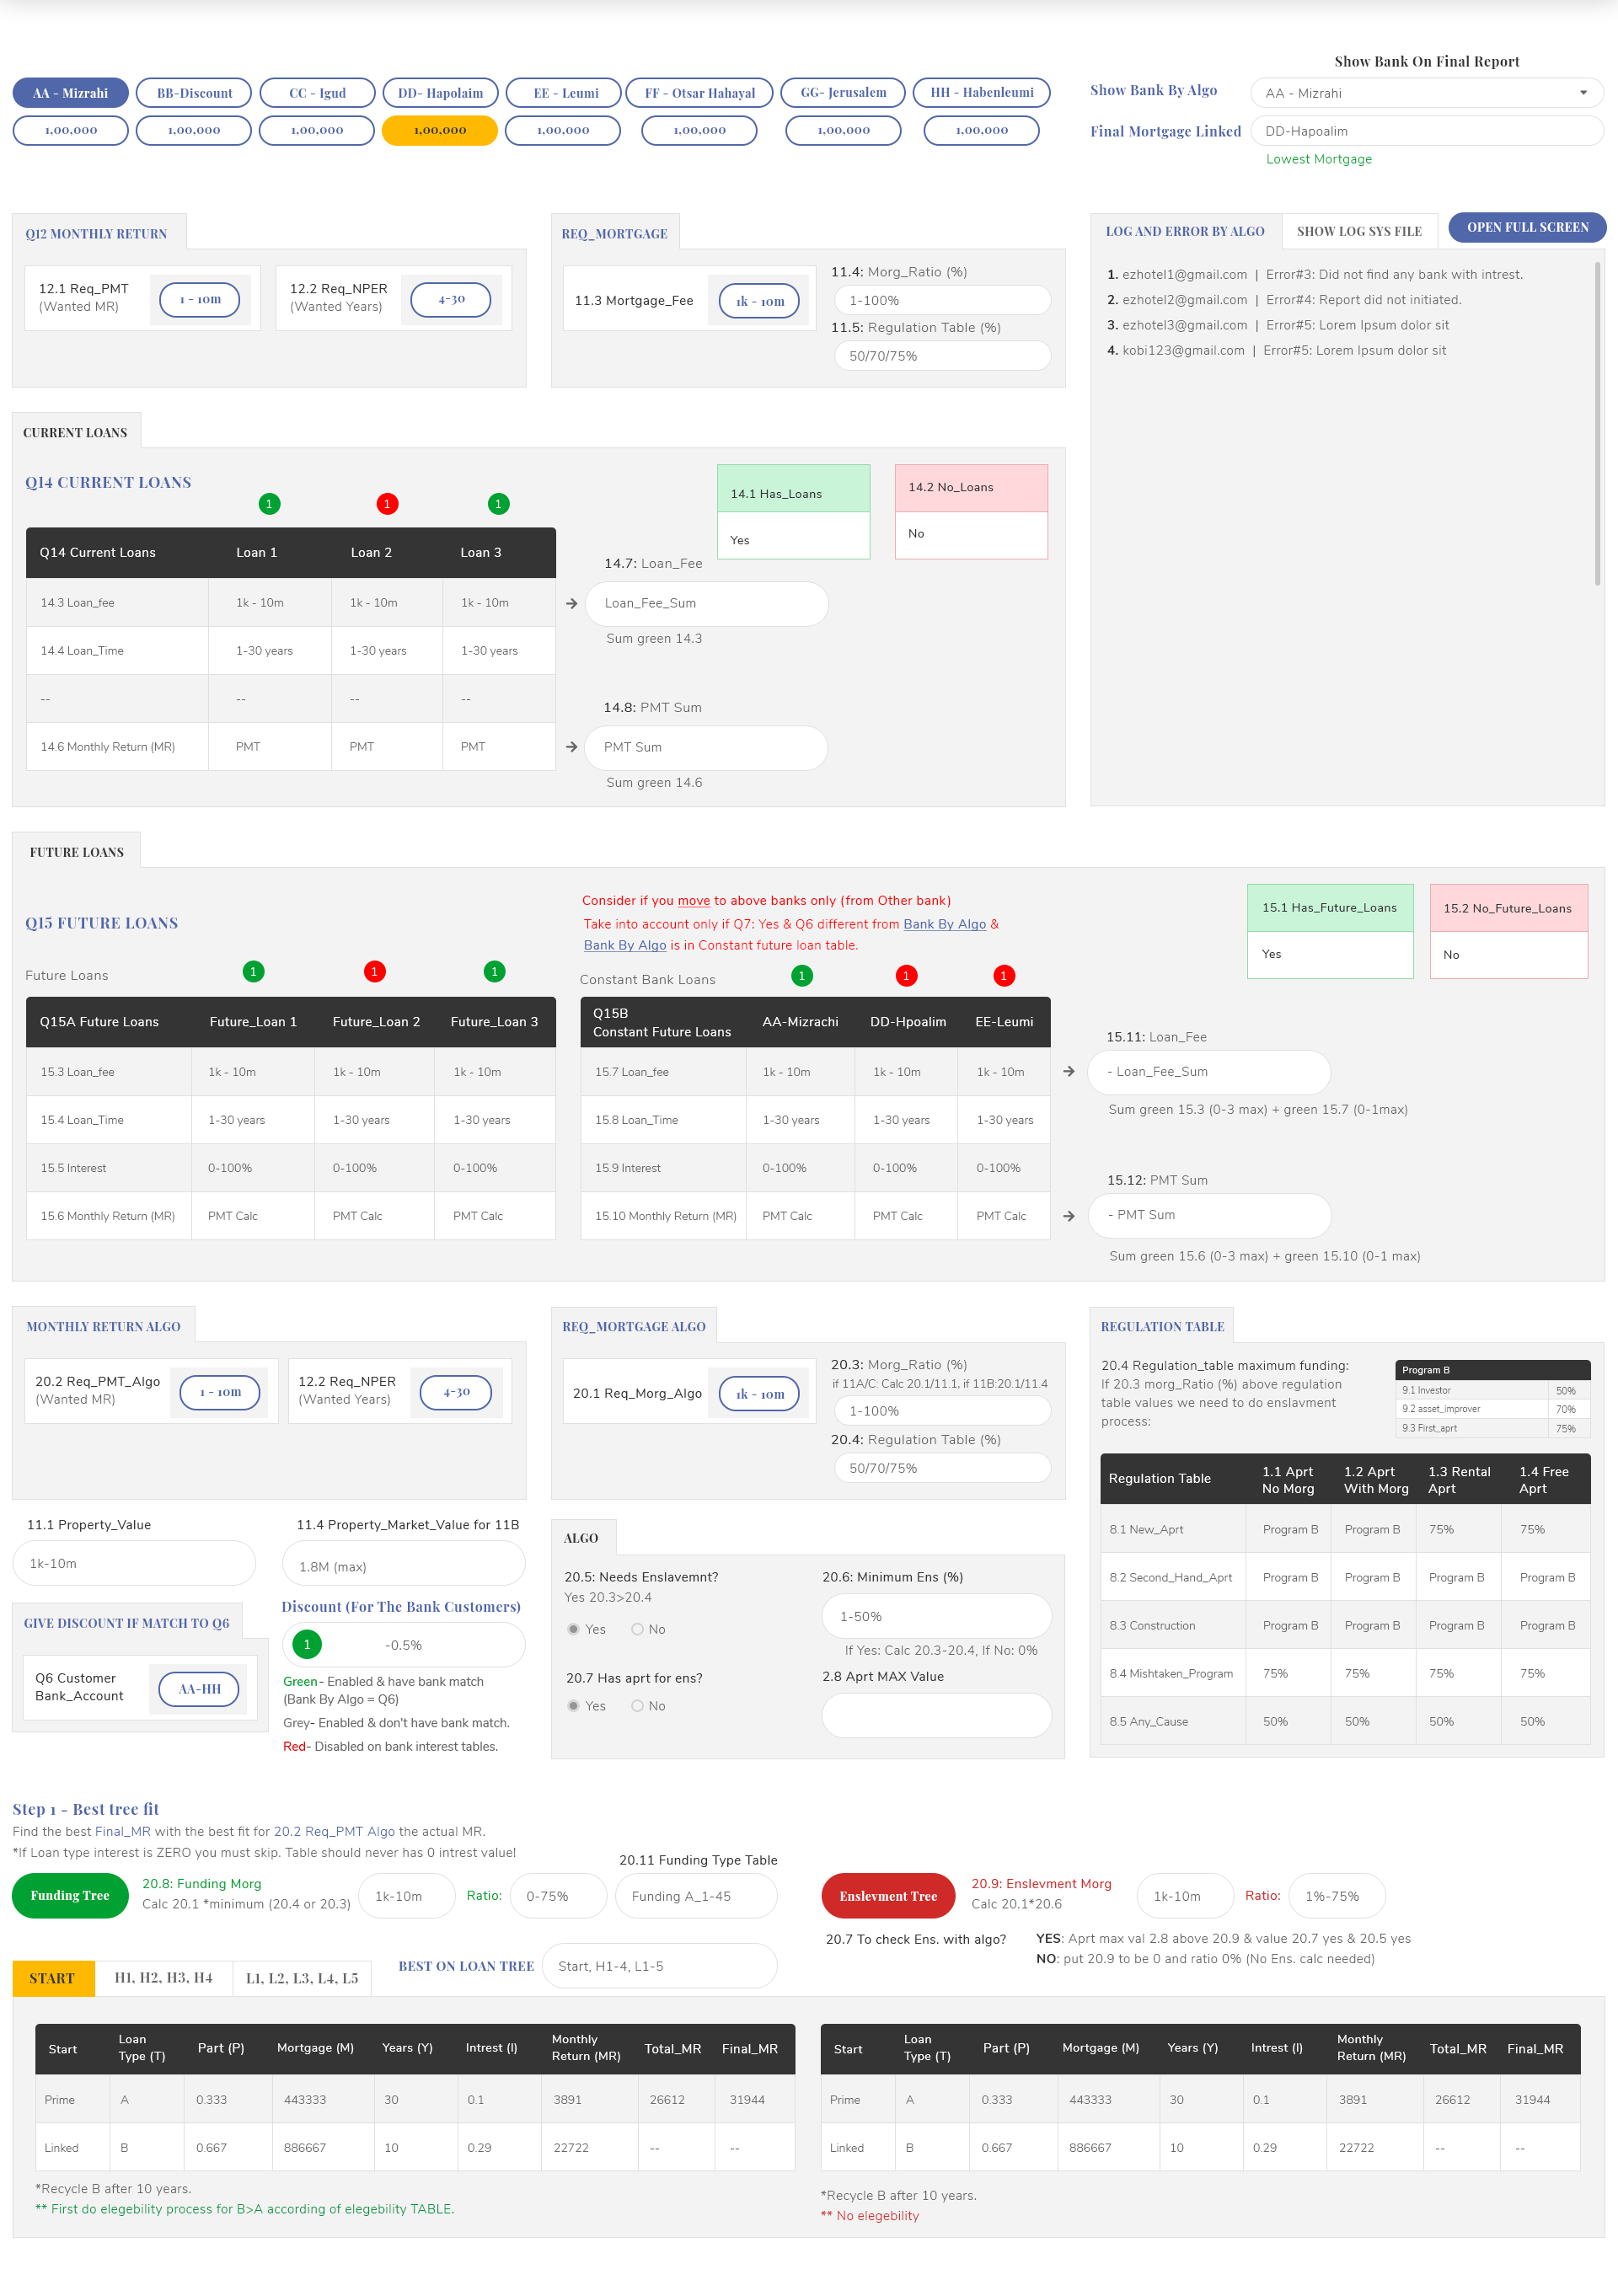 Show Bank On Final Report
AA - Mizrahi BB-Discount CC - Igud DD- Hapolaim EE - Leumi FF - Otsar Hahayal GG- Jerusalem HH - Habenleumi
1,00,000 1,00,000 1,00,000 1,00,000 1,00,000 1,00,000 1,00,000 1,00,000
Show Bank By Algo AA - Mizrahi
Final Mortgage Linked DD-Hapoalim
Lowest Mortgage
Q12 MONTHLY RETURN
12.1 Req_PMT
(Wanted MR)
1 - 10m
12.2 Req_NPER
(Wanted Years)
4-30
REQ_MORTGAGE
11.3 Mortgage_Fee 1k - 10m
11.4: Morg_Ratio (%)
1-100%
11.5: Regulation Table (%)
50/70/75%
LOG AND ERROR BY ALGO SHOW LOG SYS FILE OPEN FULL SCREEN
1. ezhotel1@gmail.com | Error#3: Did not find any bank with intrest.
2. ezhotel2@gmail.com | Error#4: Report did not initiated.
3. ezhotel3@gmail.com | Error#5: Lorem Ipsum dolor sit
4. kobi123@gmail.com | Error#5: Lorem Ipsum dolor sit
CURRENT LOANS
Q14 CURRENT LOANS
1 1 1
14.1 Has_Loans
Yes
14.2 No_Loans
No
Q14 Current Loans Loan 1 Loan 2 Loan 3
14.3 Loan_fee 1k - 10m 1k - 10m 1k - 10m
14.4 Loan_Time 1-30 years 1-30 years 1-30 years
-- -- -- --
14.6 Monthly Return (MR) PMT PMT PMT
14.7: Loan_Fee
Loan_Fee_Sum
Sum green 14.3
14.8: PMT Sum
PMT Sum
Sum green 14.6
FUTURE LOANS
Q15 FUTURE LOANS
Consider if you move to above banks only (from Other bank)
Take into account only if Q7: Yes & Q6 different from Bank By Algo &
Bank By Algo is in Constant future loan table.
15.1 Has_Future_Loans
Yes
15.2 No_Future_Loans
No
Future Loans 1 1 1
Q15A Future Loans Future_Loan 1 Future_Loan 2 Future_Loan 3
15.3 Loan_fee 1k - 10m 1k - 10m 1k - 10m
15.4 Loan_Time 1-30 years 1-30 years 1-30 years
15.5 Interest 0-100% 0-100% 0-100%
15.6 Monthly Return (MR) PMT Calc PMT Calc PMT Calc
Constant Bank Loans 1 1 1
Q15B
Constant Future Loans AA-Mizrachi DD-Hpoalim EE-Leumi
15.7 Loan_fee 1k - 10m 1k - 10m 1k - 10m
15.8 Loan_Time 1-30 years 1-30 years 1-30 years
15.9 Interest 0-100% 0-100% 0-100%
15.10 Monthly Return (MR) PMT Calc PMT Calc PMT Calc
15.11: Loan_Fee
- Loan_Fee_Sum
Sum green 15.3 (0-3 max) + green 15.7 (0-1max)
15.12: PMT Sum
- PMT Sum
Sum green 15.6 (0-3 max) + green 15.10 (0-1 max)
MONTHLY RETURN ALGO
20.2 Req_PMT_Algo
(Wanted MR)
1 - 10m
12.2 Req_NPER
(Wanted Years)
4-30
REQ_MORTGAGE ALGO
20.1 Req_Morg_Algo 1k - 10m
20.3: Morg_Ratio (%)
if 11A/C: Calc 20.1/11.1, if 11B:20.1/11.4
1-100%
20.4: Regulation Table (%)
50/70/75%
REGULATION TABLE
20.4 Regulation_table maximum funding:
If 20.3 morg_Ratio (%) above regulation
table values we need to do enslavment
process:
Program B
9.1 Investor 50%
9.2 asset_improver 70%
9.3 First_aprt 75%
Regulation Table 1.1 Aprt No Morg 1.2 Aprt With Morg 1.3 Rental Aprt 1.4 Free Aprt
8.1 New_Aprt Program B Program B 75% 75%
8.2 Second_Hand_Aprt Program B Program B Program B Program B
8.3 Construction Program B Program B Program B Program B
8.4 Mishtaken_Program 75% 75% 75% 75%
8.5 Any_Cause 50% 50% 50% 50%
11.1 Property_Value
1k-10m
11.4 Property_Market_Value for 11B
1.8M (max)
GIVE DISCOUNT IF MATCH TO Q6
Q6 Customer
Bank_Account
AA-HH
Discount (For The Bank Customers)
1 -0.5%
Green- Enabled & have bank match
(Bank By Algo = Q6)
Grey- Enabled & don't have bank match.
Red- Disabled on bank interest tables.
ALGO
20.5: Needs Enslavemnt?
Yes 20.3>20.4
Yes No
20.6: Minimum Ens (%)
1-50%
If Yes: Calc 20.3-20.4, If No: 0%
20.7 Has aprt for ens?
Yes No
2.8 Aprt MAX Value
Step 1 - Best tree fit
Find the best Final_MR with the best fit for 20.2 Req_PMT Algo the actual MR.
*If Loan type interest is ZERO you must skip. Table should never has 0 intrest value!
Funding Tree
20.8: Funding Morg
Calc 20.1 *minimum (20.4 or 20.3)
1k-10m
Ratio: 0-75%
20.11 Funding Type Table
Funding A_1-45
Enslevment Tree
20.9: Enslevment Morg
Calc 20.1*20.6
1k-10m
Ratio: 1%-75%
20.7 To check Ens. with algo?
YES: Aprt max val 2.8 above 20.9 & value 20.7 yes & 20.5 yes
NO: put 20.9 to be 0 and ratio 0% (No Ens. calc needed)
START H1, H2, H3, H4 L1, L2, L3, L4, L5
BEST ON LOAN TREE Start, H1-4, L1-5
Start Loan Type (T) Part (P) Mortgage (M) Years (Y) Intrest (I) Monthly Return (MR) Total_MR Final_MR
Prime A 0.333 443333 30 0.1 3891 26612 31944
Linked B 0.667 886667 10 0.29 22722 -- --
*Recycle B after 10 years.
** First do elegebility process for B>A according of elegebility TABLE.
Start Loan Type (T) Part (P) Mortgage (M) Years (Y) Intrest (I) Monthly Return (MR) Total_MR Final_MR
Prime A 0.333 443333 30 0.1 3891 26612 31944
Linked B 0.667 886667 10 0.29 22722 -- --
*Recycle B after 10 years.
** No elegebility